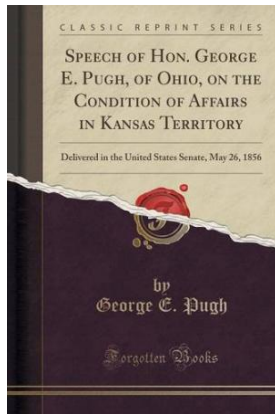 CLASSIC REPRINT SERIES
SPEECH OF HON. GEORGE
E. PUGH, OF OHIO, ON THE
CONDITION OF AFFAIRS
IN KANSAS TERRITORY
Delivered in the United States Senate, May 26, 1856
by
George E. Pugh
Forgotten Books